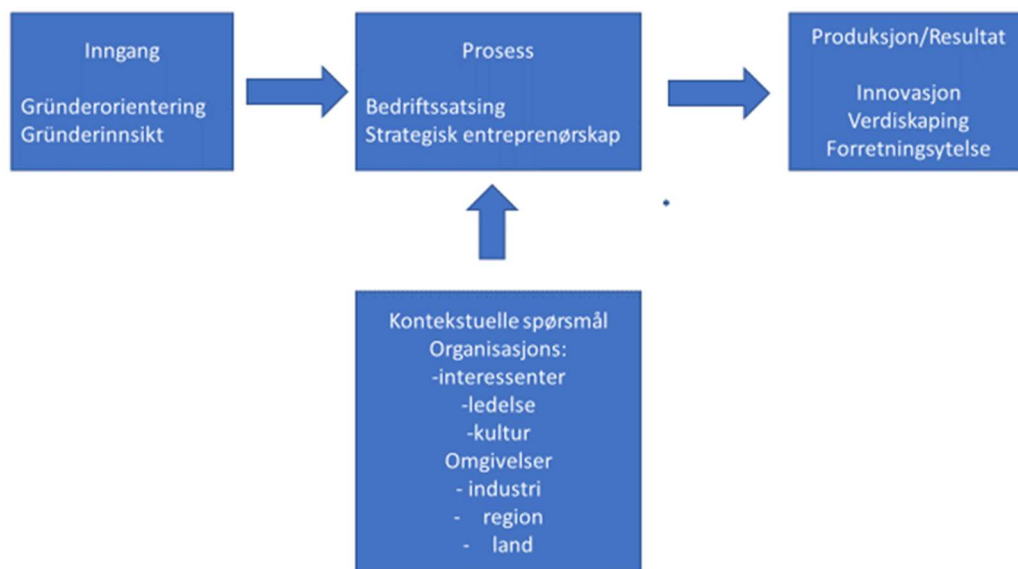 Inngang
Gründerorientering
Gründerinnsikt
Prosess
Bedriftssatsing
Strategisk entreprenørskap
Produksjon/Resultat
Innovasjon
Verdiskaping
Forretningsytelse
Kontekstuelle spørsmål
Organisasjons:
-interessenter
-ledelse
-kultur
Omgivelser
- industri
- region
- land